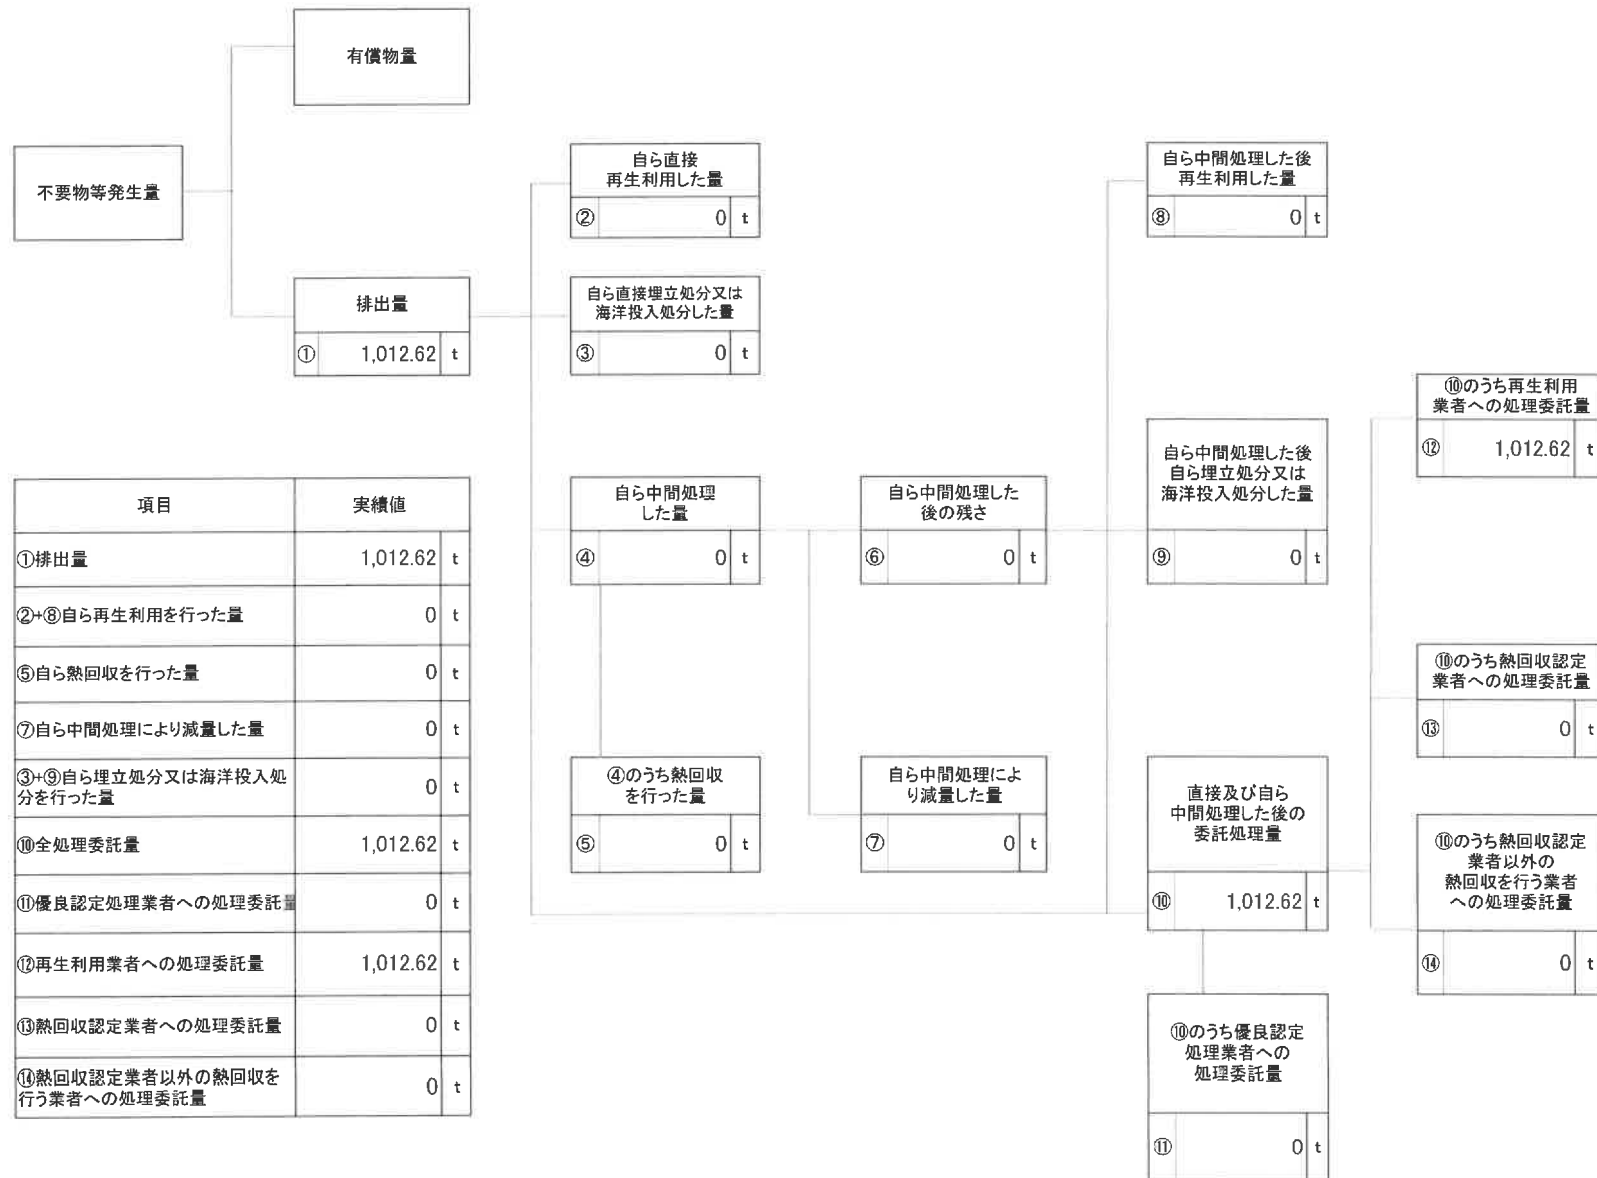 有償物量
不要物等発生量
排出量
① 1,012.62 t
自ら直接
再生利用した量
② 0 t
自ら直接埋立処分又は
海洋投入処分した量
③ 0 t
自ら中間処理
した量
④ 0 t
④のうち熱回収
を行った量
⑤ 0 t
自ら中間処理した
後の残さ
⑥ 0 t
自ら中間処理によ
り減量した量
⑦ 0 t
自ら中間処理した後
再生利用した量
⑧ 0 t
自ら中間処理した後
自ら埋立処分又は
海洋投入処分した量
⑨ 0 t
直接及び自ら
中間処理した後の
委託処理量
⑩ 1,012.62 t
⑩のうち優良認定
処理業者への
処理委託量
⑪ 0 t
⑩のうち再生利用
業者への処理委託量
⑫ 1,012.62 t
⑩のうち熱回収認定
業者への処理委託量
⑬ 0 t
⑩のうち熱回収認定
業者以外の
熱回収を行う業者
への処理委託量
⑭ 0 t
項目 実績値
①排出量 1,012.62 t
②+⑧自ら再生利用を行った量 0 t
⑤自ら熱回収を行った量 0 t
⑦自ら中間処理により減量した量 0 t
③+⑨自ら埋立処分又は海洋投入処
分を行った量 0 t
⑩全処理委託量 1,012.62 t
⑪優良認定処理業者への処理委託量 0 t
⑫再生利用業者への処理委託量 1,012.62 t
⑬熱回収認定業者への処理委託量 0 t
⑭熱回収認定業者以外の熱回収を
行う業者への処理委託量 0 t